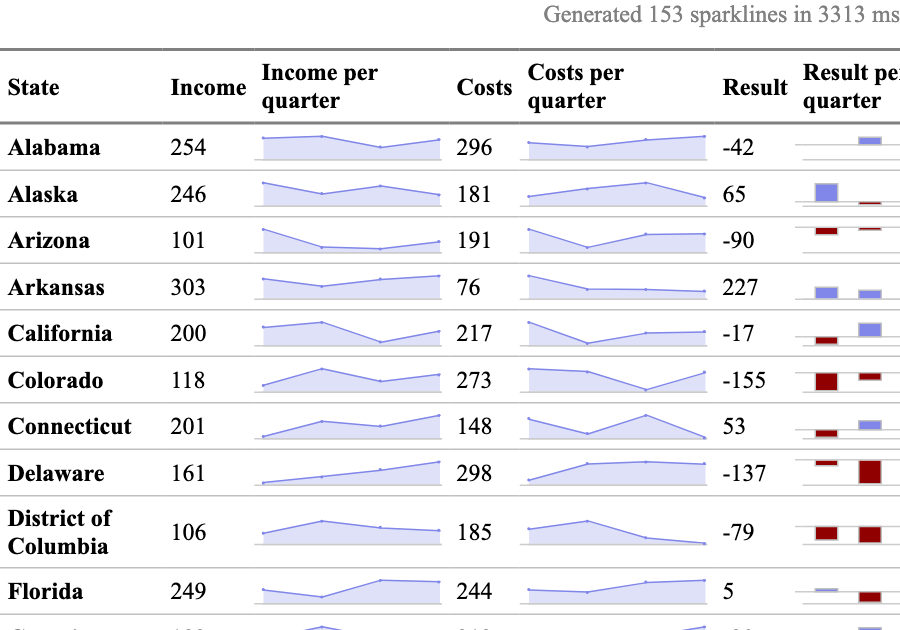 Generated 153 sparklines in 3313 ms
State Income Income per quarter Costs Costs per quarter Result Result pe quarter
Alabama 254 296 -42
Alaska 246 181 65
Arizona 101 191 -90
Arkansas 303 76 227
California 200 217 -17
Colorado 118 273 -155
Connecticut 201 148 53
Delaware 161 298 -137
District of Columbia 106 185 -79
Florida 249 244 5